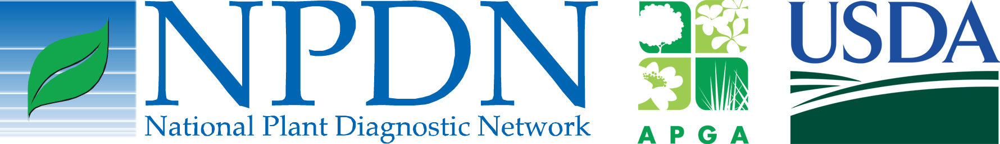 NPDN
National Plant Diagnostic Network
APGA
USDA